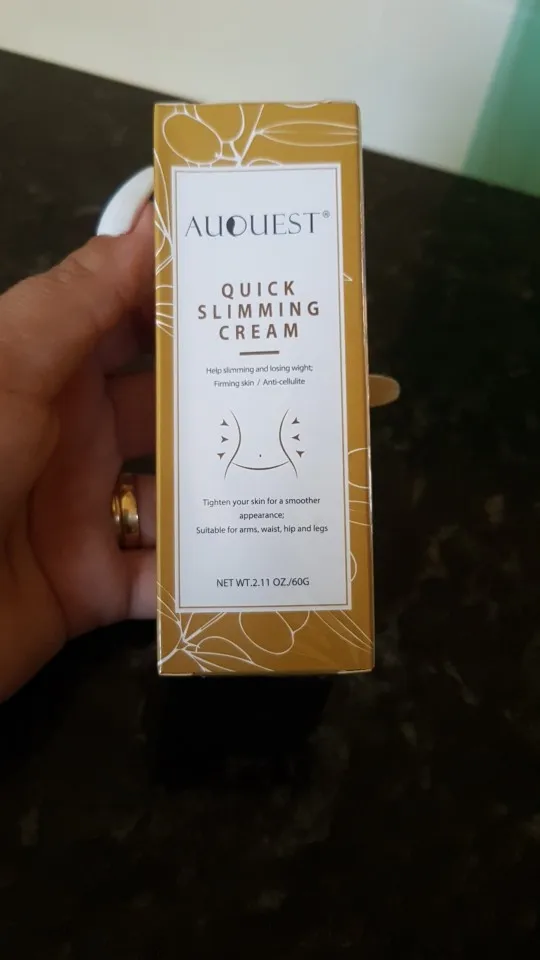 AUQUEST®
QUICK
SLIMMING
CREAM
Help slimming and losing wight;
Firming skin / Anti-cellulite
Tighten your skin for a smoother
appearance;
Suitable for arms, waist, hip and legs
NET WT.2.11 OZ./60G